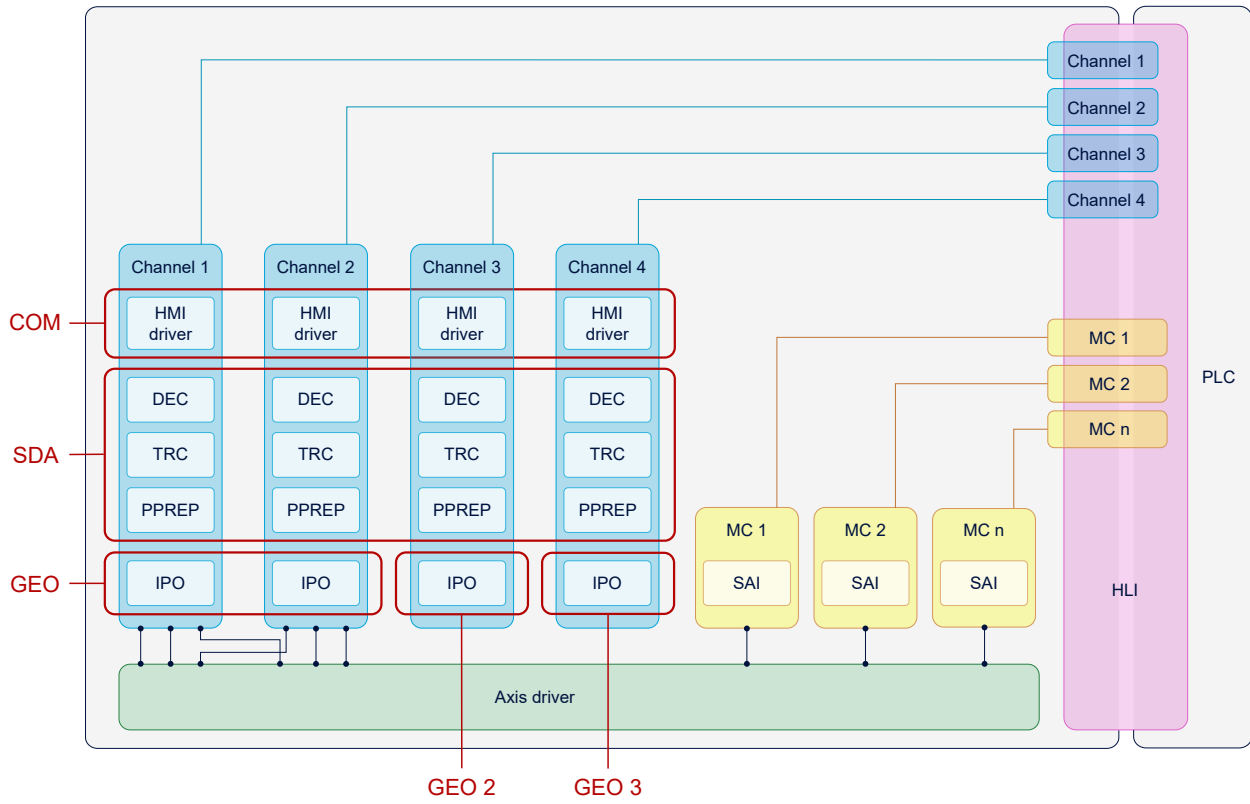 Channel 1
Channel 2
Channel 3
Channel 4
Channel 1
Channel 2
Channel 3
Channel 4
COM
HMI
driver
HMI
driver
HMI
driver
HMI
driver
MC 1
MC 2
MC n
PLC
SDA
DEC
DEC
DEC
DEC
TRC
TRC
TRC
TRC
PPREP
PPREP
PPREP
PPREP
MC 1
MC 2
MC n
GEO
IPO
IPO
IPO
IPO
SAI
SAI
SAI
HLI
Axis driver
GEO 2
GEO 3